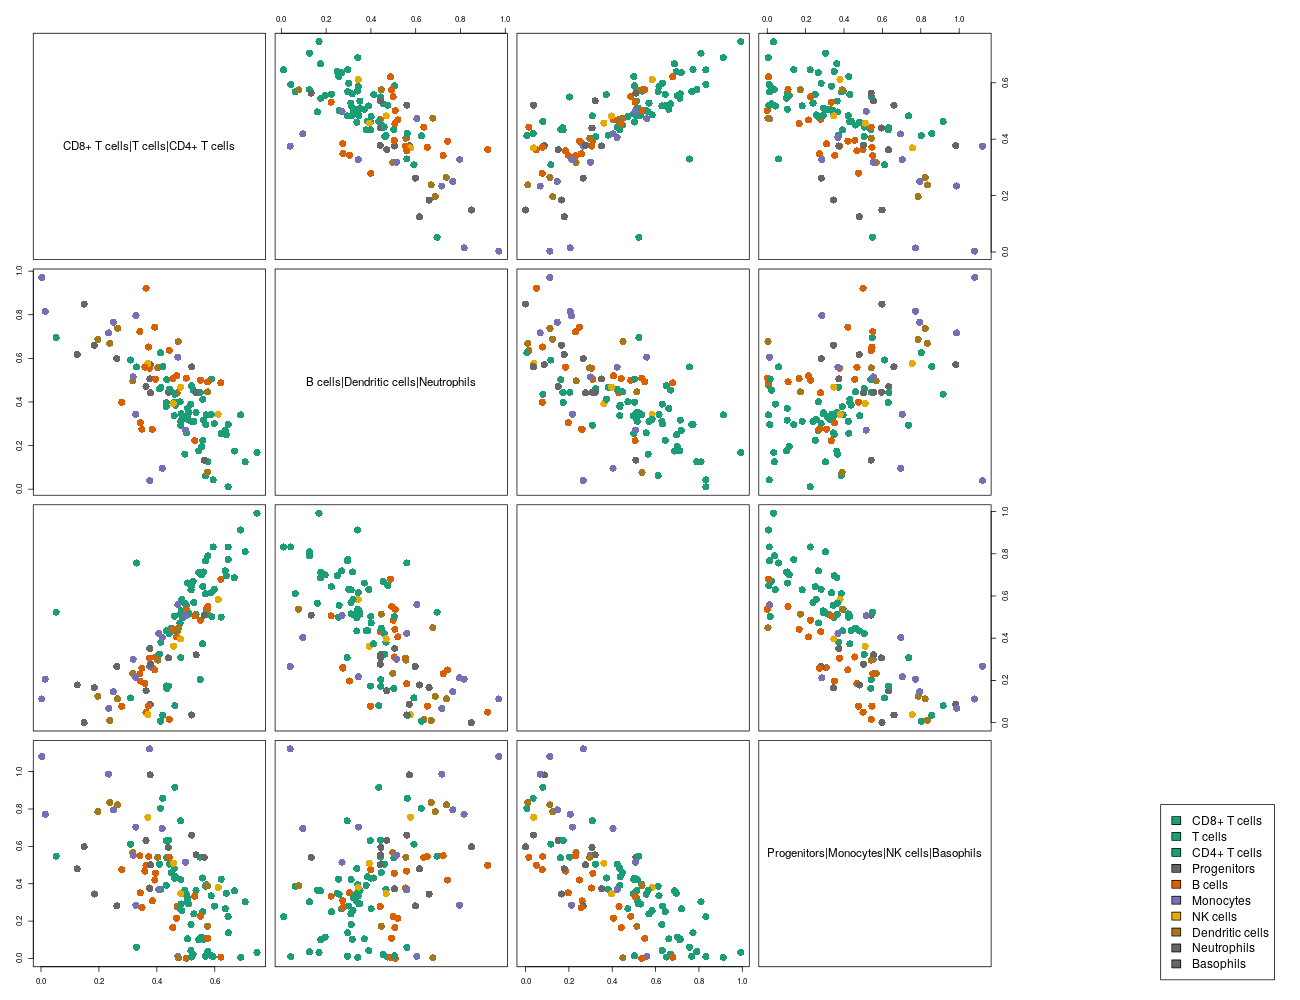 0.0 0.2 0.4 0.6 0.8 1.0
0.0 0.2 0.4 0.6 0.8 1.0
CD8+ T cells|T cells|CD4+ T cells
0.0 0.2 0.4 0.6
0.0 0.2 0.4 0.6 0.8 1.0
B cells|Dendritic cells|Neutrophils
0.0 0.2 0.4 0.6 0.8 1.0
0.0 0.2 0.4 0.6 0.8 1.0
Progenitors|Monocytes|NK cells|Basophils
0.0 0.2 0.4 0.6
0.0 0.2 0.4 0.6 0.8 1.0
CD8+ T cells
T cells
CD4+ T cells
Progenitors
B cells
Monocytes
NK cells
Dendritic cells
Neutrophils
Basophils